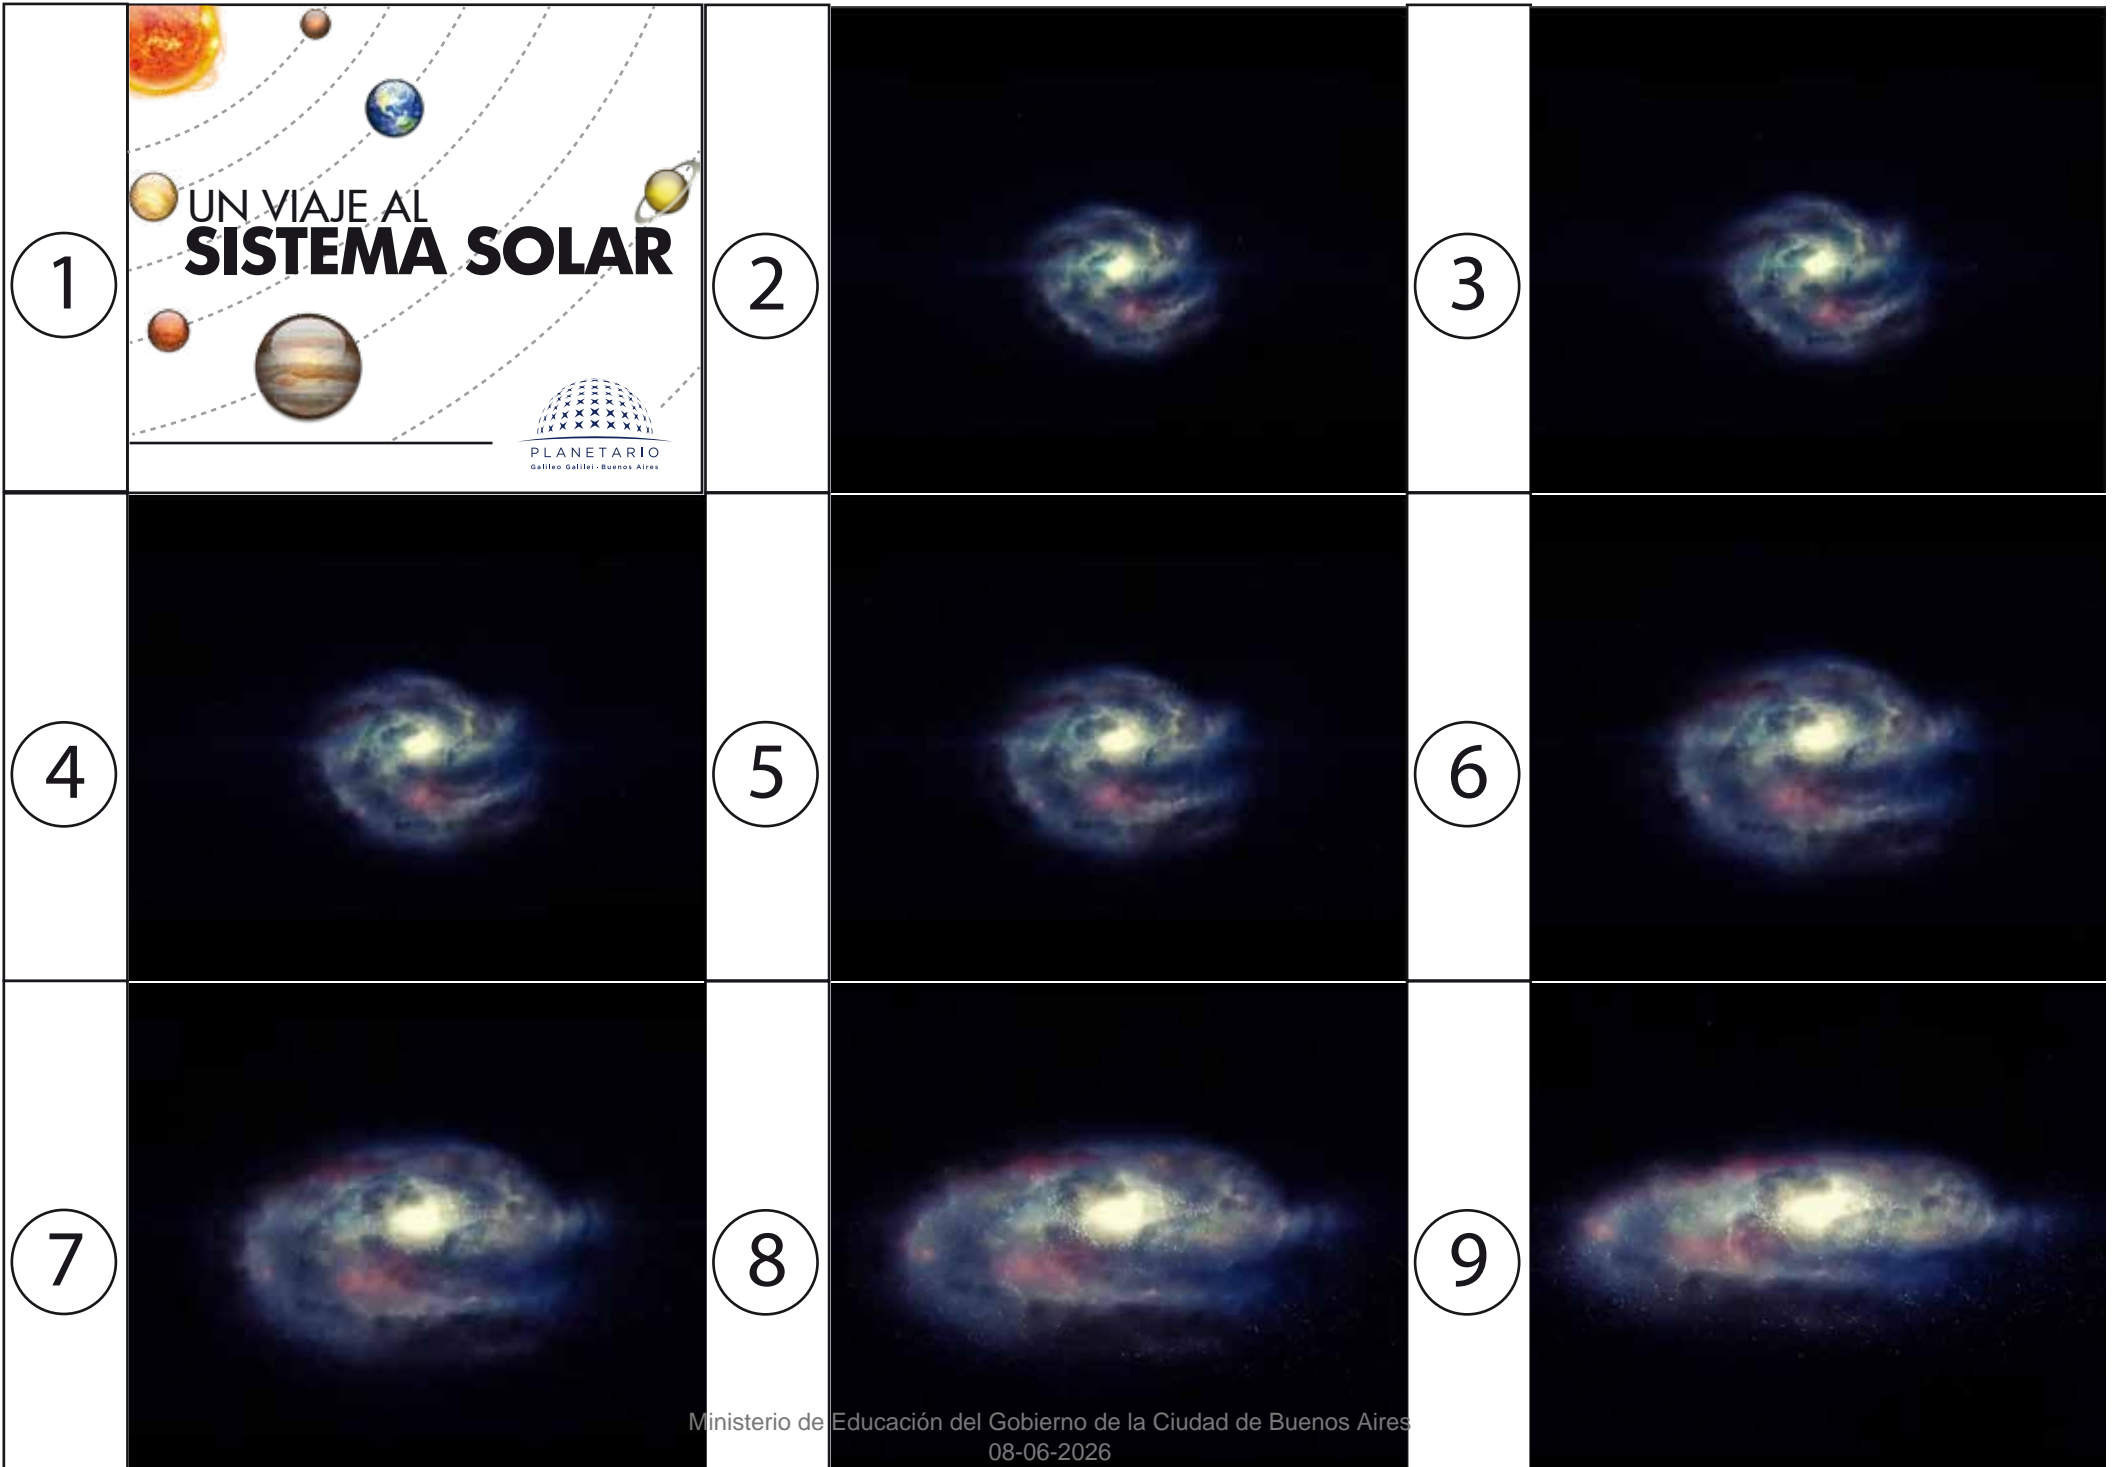 1
UN VIAJE AL
SISTEMA SOLAR
PLANETARIO
Galileo Galilei · Buenos Aires
2
3
4
5
6
7
8
9
Ministerio de Educación del Gobierno de la Ciudad de Buenos Aires
08-06-2026